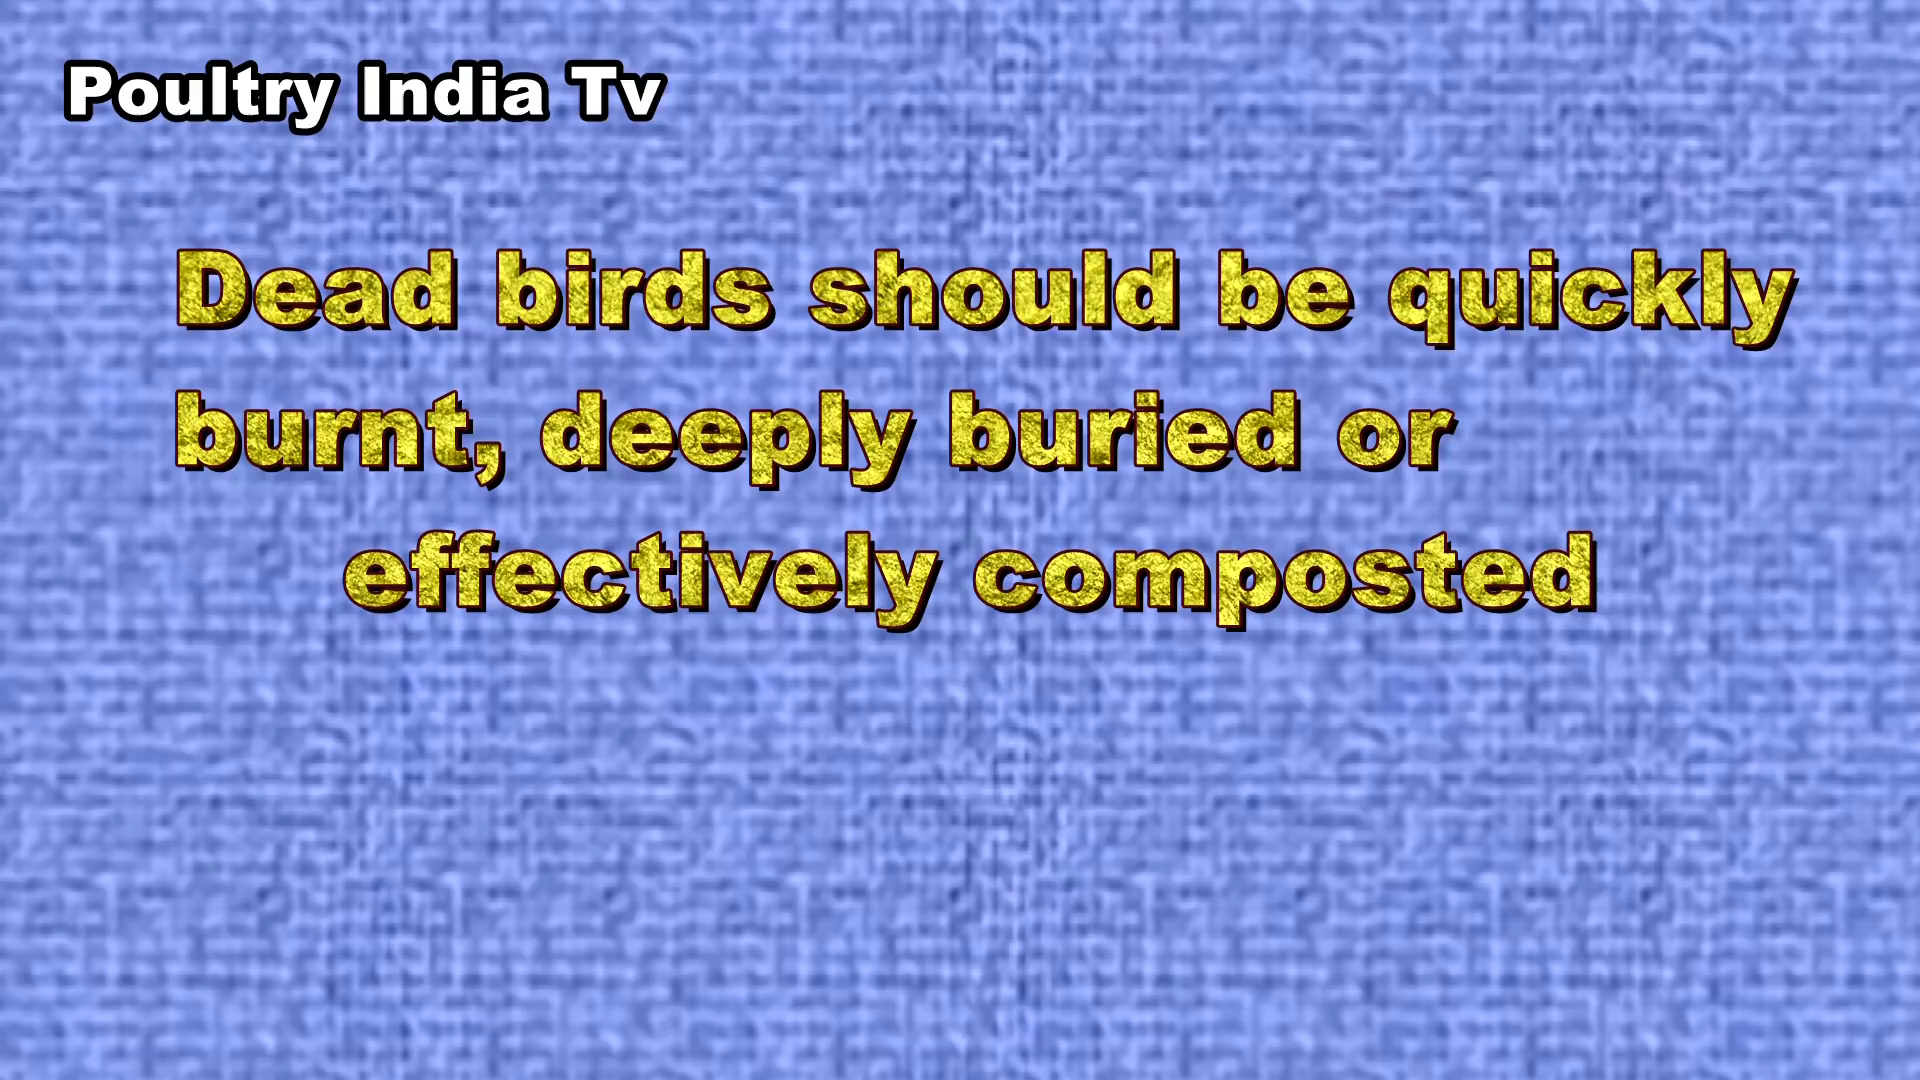 Poultry India Tv
Dead birds should be quickly
burnt, deeply buried or
effectively composted